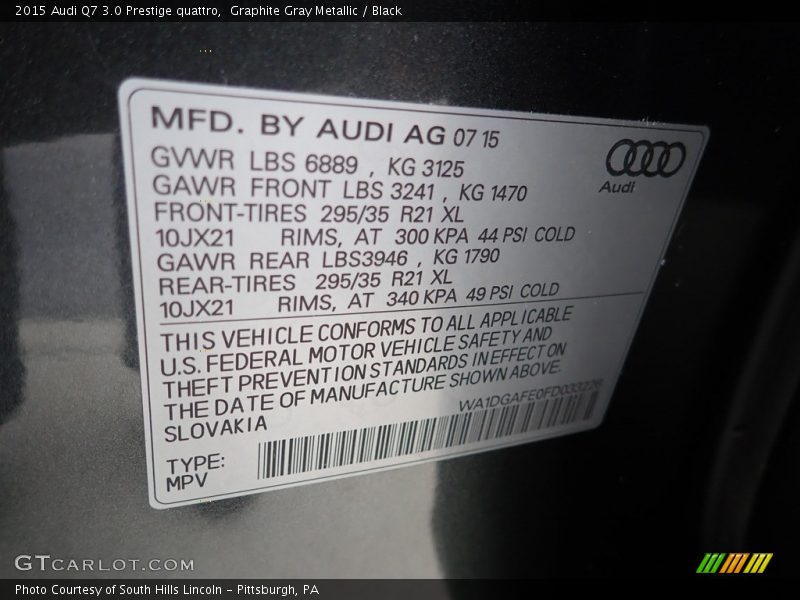 2015 Audi Q7 3.0 Prestige quattro, Graphite Gray Metallic / Black
MFD. BY AUDI AG 07 15
GVWR LBS 6889 , KG 3125
GAWR FRONT LBS 3241 , KG 1470
FRONT-TIRES 295/35 R21 XL
10JX21 RIMS, AT 300 KPA 44 PSI COLD
GAWR REAR LBS3946 , KG 1790
REAR-TIRES 295/35 R21 XL
10JX21 RIMS, AT 340 KPA 49 PSI COLD
Audi
THIS VEHICLE CONFORMS TO ALL APPLICABLE
U.S. FEDERAL MOTOR VEHICLE SAFETY AND
THEFT PREVENTION STANDARDS IN EFFECT ON
THE DATE OF MANUFACTURE SHOWN ABOVE.
SLOVAKIA
WA1DGAFE0FD033226
TYPE:
MPV
GTCARLOT.COM
Photo Courtesy of South Hills Lincoln - Pittsburgh, PA